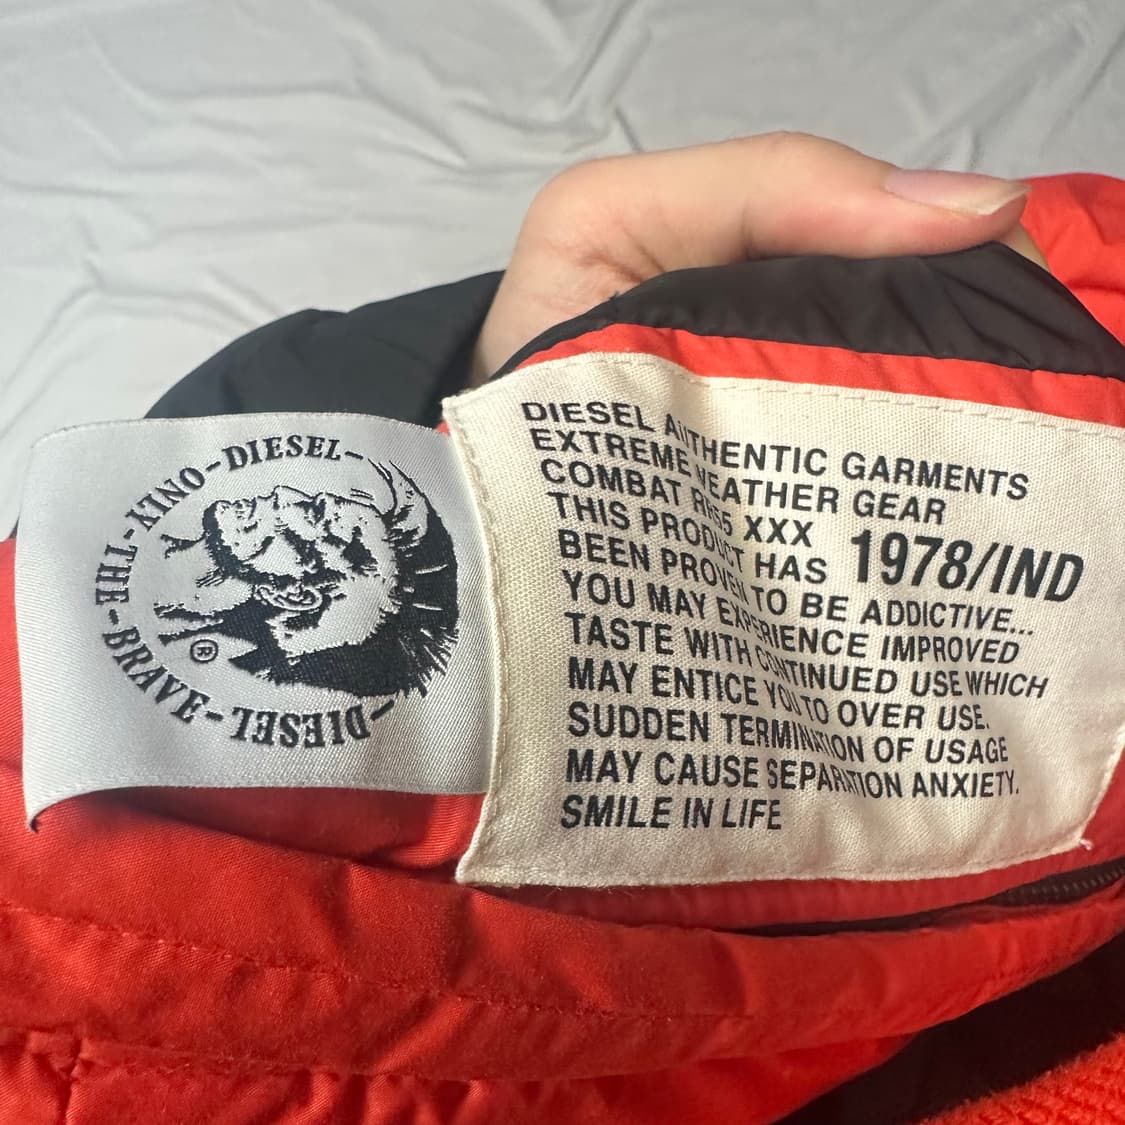 DIESEL-ONLY-THE-BRAVE-DIESEL-
®
DIESEL AUTHENTIC GARMENTS
EXTREME WEATHER GEAR
COMBAT RH55 XXX
THIS PRODUCT HAS 1978/IND
BEEN PROVEN TO BE ADDICTIVE...
YOU MAY EXPERIENCE IMPROVED
TASTE WITH CONTINUED USE WHICH
MAY ENTICE YOU TO OVER USE.
SUDDEN TERMINATION OF USAGE
MAY CAUSE SEPARATION ANXIETY.
SMILE IN LIFE